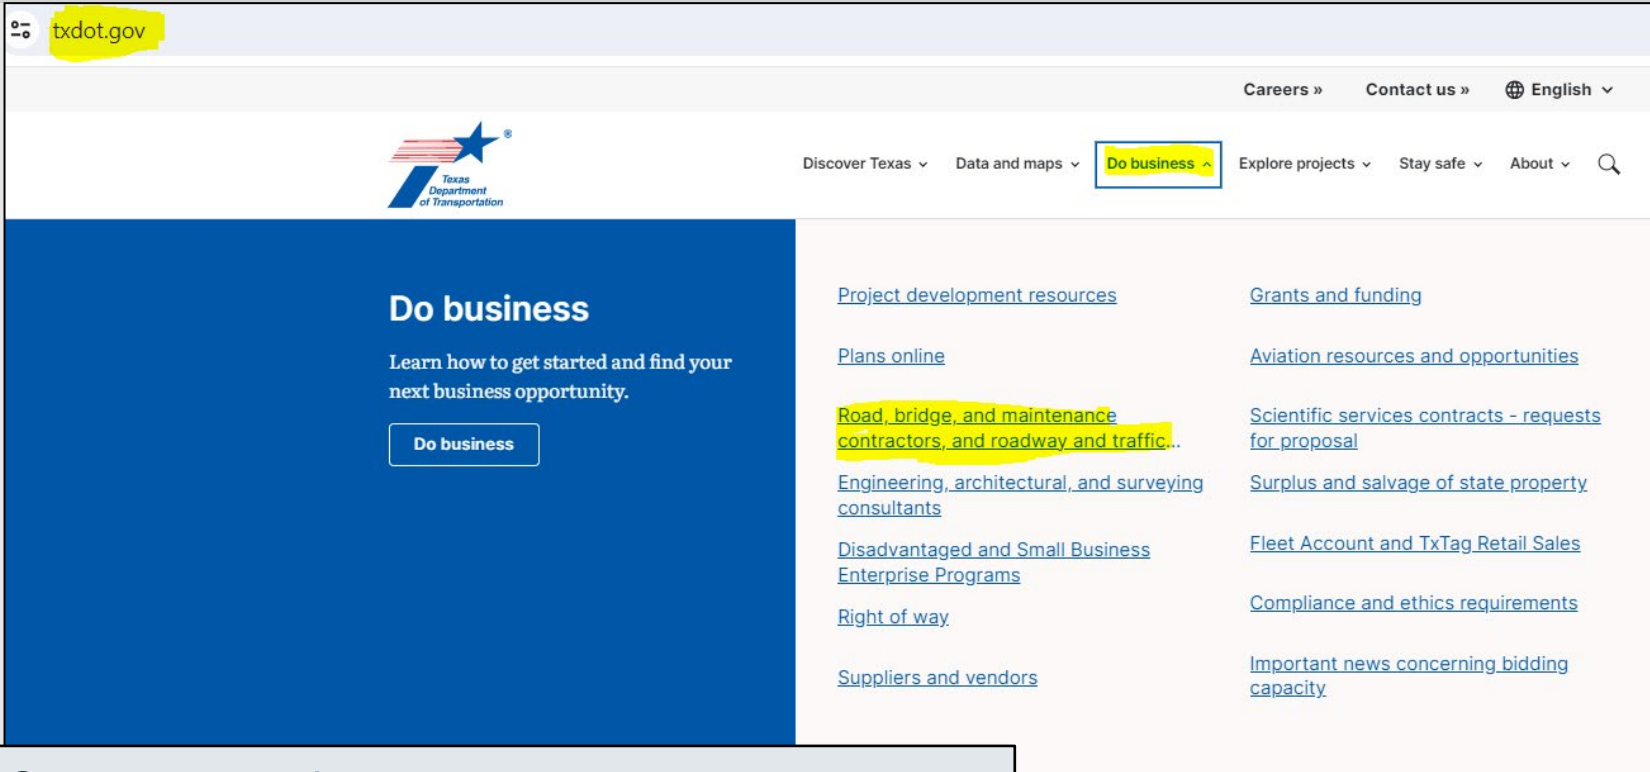 txdot.gov
Careers »
Contact us »
English
Texas
Department
of Transportation
®
Discover Texas
Data and maps
Do business
Explore projects
Stay safe
About
Do business
Learn how to get started and find your
next business opportunity.
Do business
Project development resources
Plans online
Road, bridge, and maintenance
contractors, and roadway and traffic...
Engineering, architectural, and surveying
consultants
Disadvantaged and Small Business
Enterprise Programs
Right of way
Suppliers and vendors
Grants and funding
Aviation resources and opportunities
Scientific services contracts - requests
for proposal
Surplus and salvage of state property
Fleet Account and TxTag Retail Sales
Compliance and ethics requirements
Important news concerning bidding
capacity